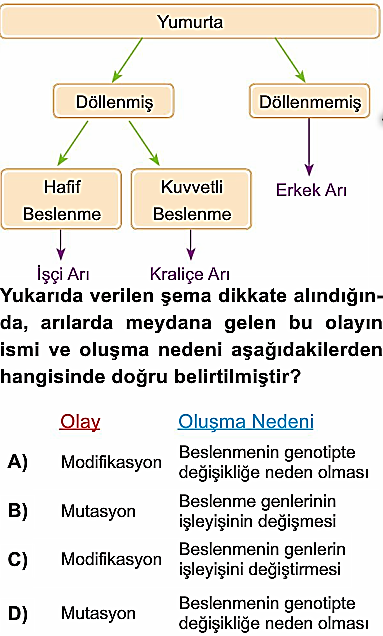 Yumurta
Döllenmiş
Döllenmemiş
Hafif
Beslenme
Kuvvetli
Beslenme
Erkek Arı
İşçi Arı
Kraliçe Arı
Yukarıda verilen şema dikkate alındığın-
da, arılarda meydana gelen bu olayın
ismi ve oluşma nedeni aşağıdakilerden
hangisinde doğru belirtilmiştir?
Olay
Oluşma Nedeni
A) Modifikasyon Beslenmenin genotipte
değişikliğe neden olması
B) Mutasyon Beslenme genlerinin
işleyişinin değişmesi
C) Modifikasyon Beslenmenin genlerin
işleyişini değiştirmesi
D) Mutasyon Beslenmenin genotipte
değişikliğe neden olması